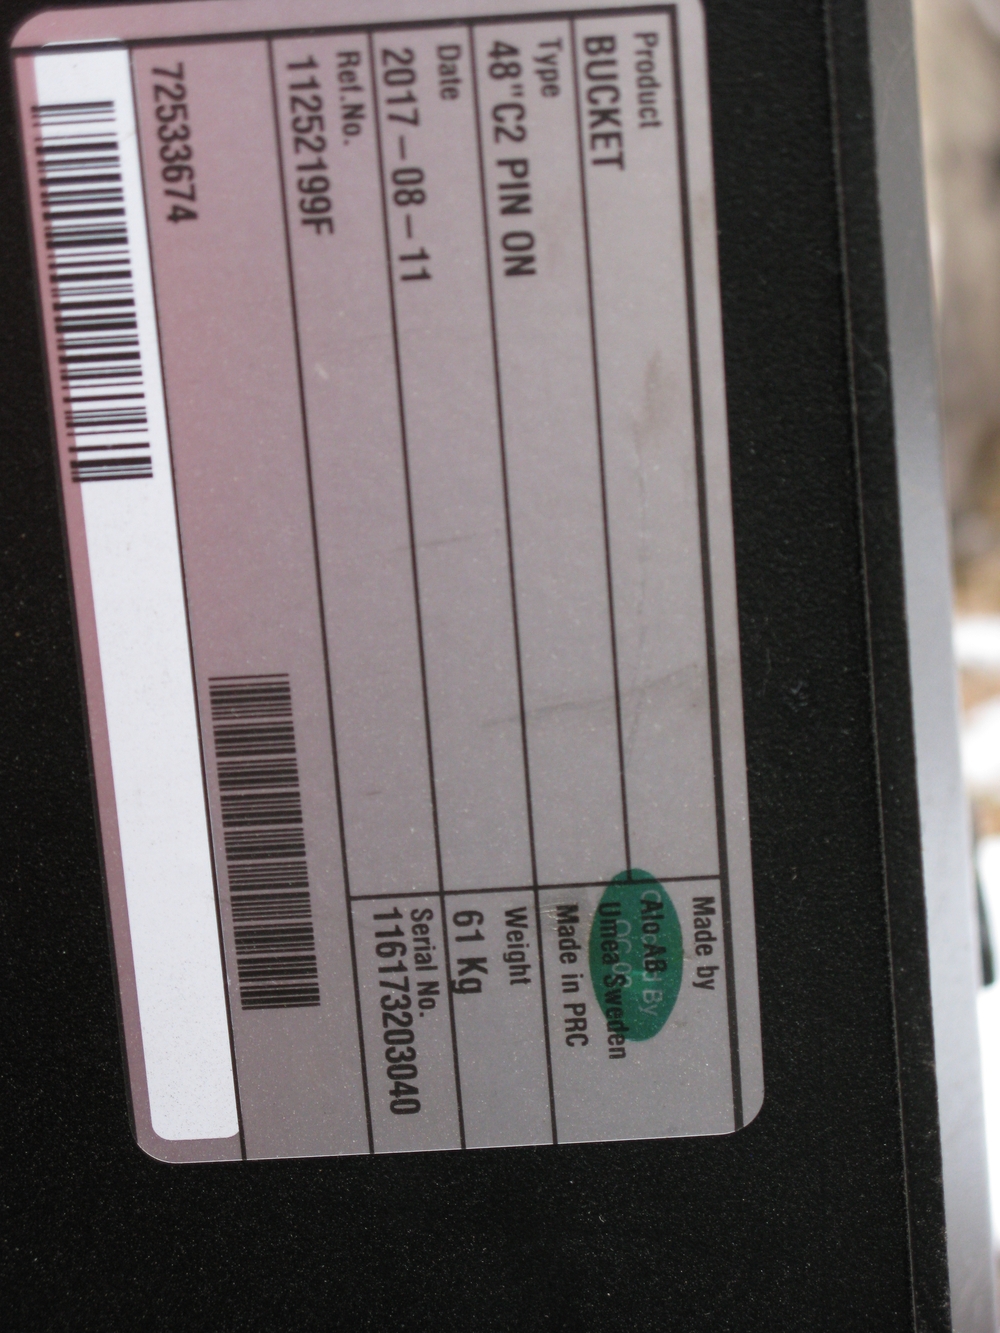 Product
BUCKET
Made by
Alo AB
Umea Sweden
Made in PRC
Type
48"C2 PIN ON
Weight
61 Kg
Date
2017-08-11
Serial No.
116173203040
Ref.No.
11252199F
72533674